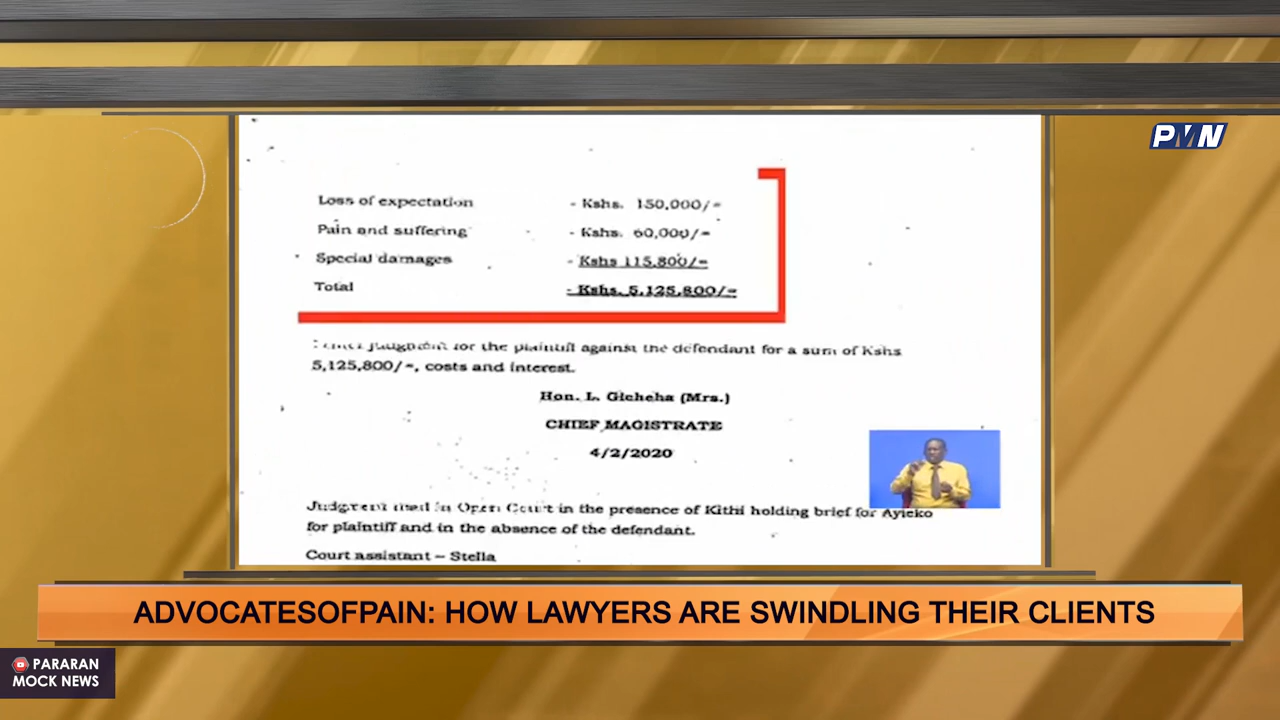 PMN
Loss of expectation - Kshs. 150,000/=
Pain and suffering - Kshs. 60,000/=
Special damages - Kshs 115,800/=
Total - Kshs. 5,125,800/=
judgment for the plaintiff against the defendant for a sum of Kshs
5,125,800/=, costs and interest.
Hon. L. Gicheha (Mrs.)
CHIEF MAGISTRATE
4/2/2020
Judgment read in Open Court in the presence of Kithi holding brief for Ayieko
for plaintiff and in the absence of the defendant.
Court assistant – Stella
ADVOCATESOFPAIN: HOW LAWYERS ARE SWINDLING THEIR CLIENTS
PARARAN
MOCK NEWS